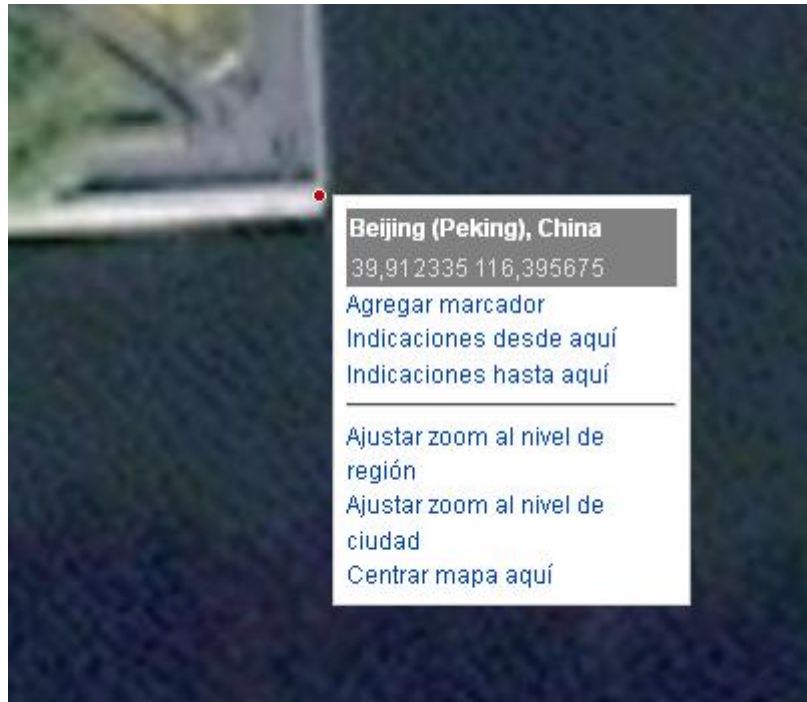 Beijing (Peking), China
39,912335 116,395675
Agregar marcador
Indicaciones desde aquí
Indicaciones hasta aquí
Ajustar zoom al nivel de
región
Ajustar zoom al nivel de
ciudad
Centrar mapa aquí